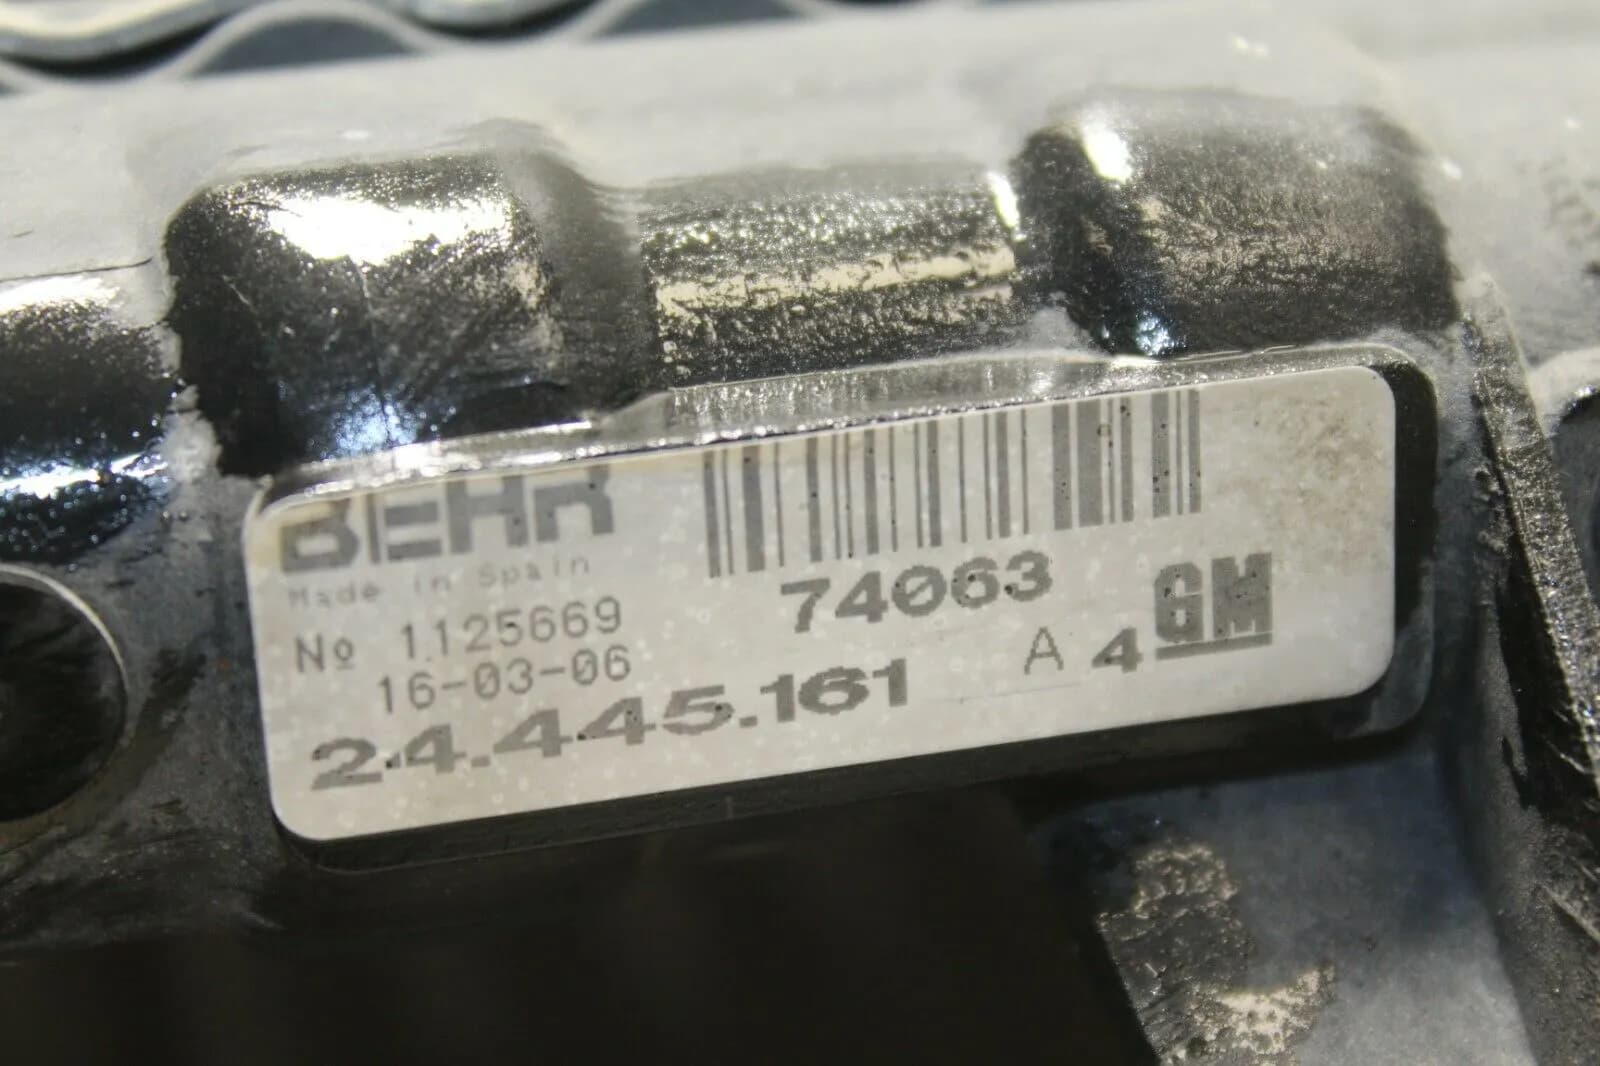 BEHR
Made in Spain
Nº 1125669
16-03-06
74063
24.445.161
A 4 GM